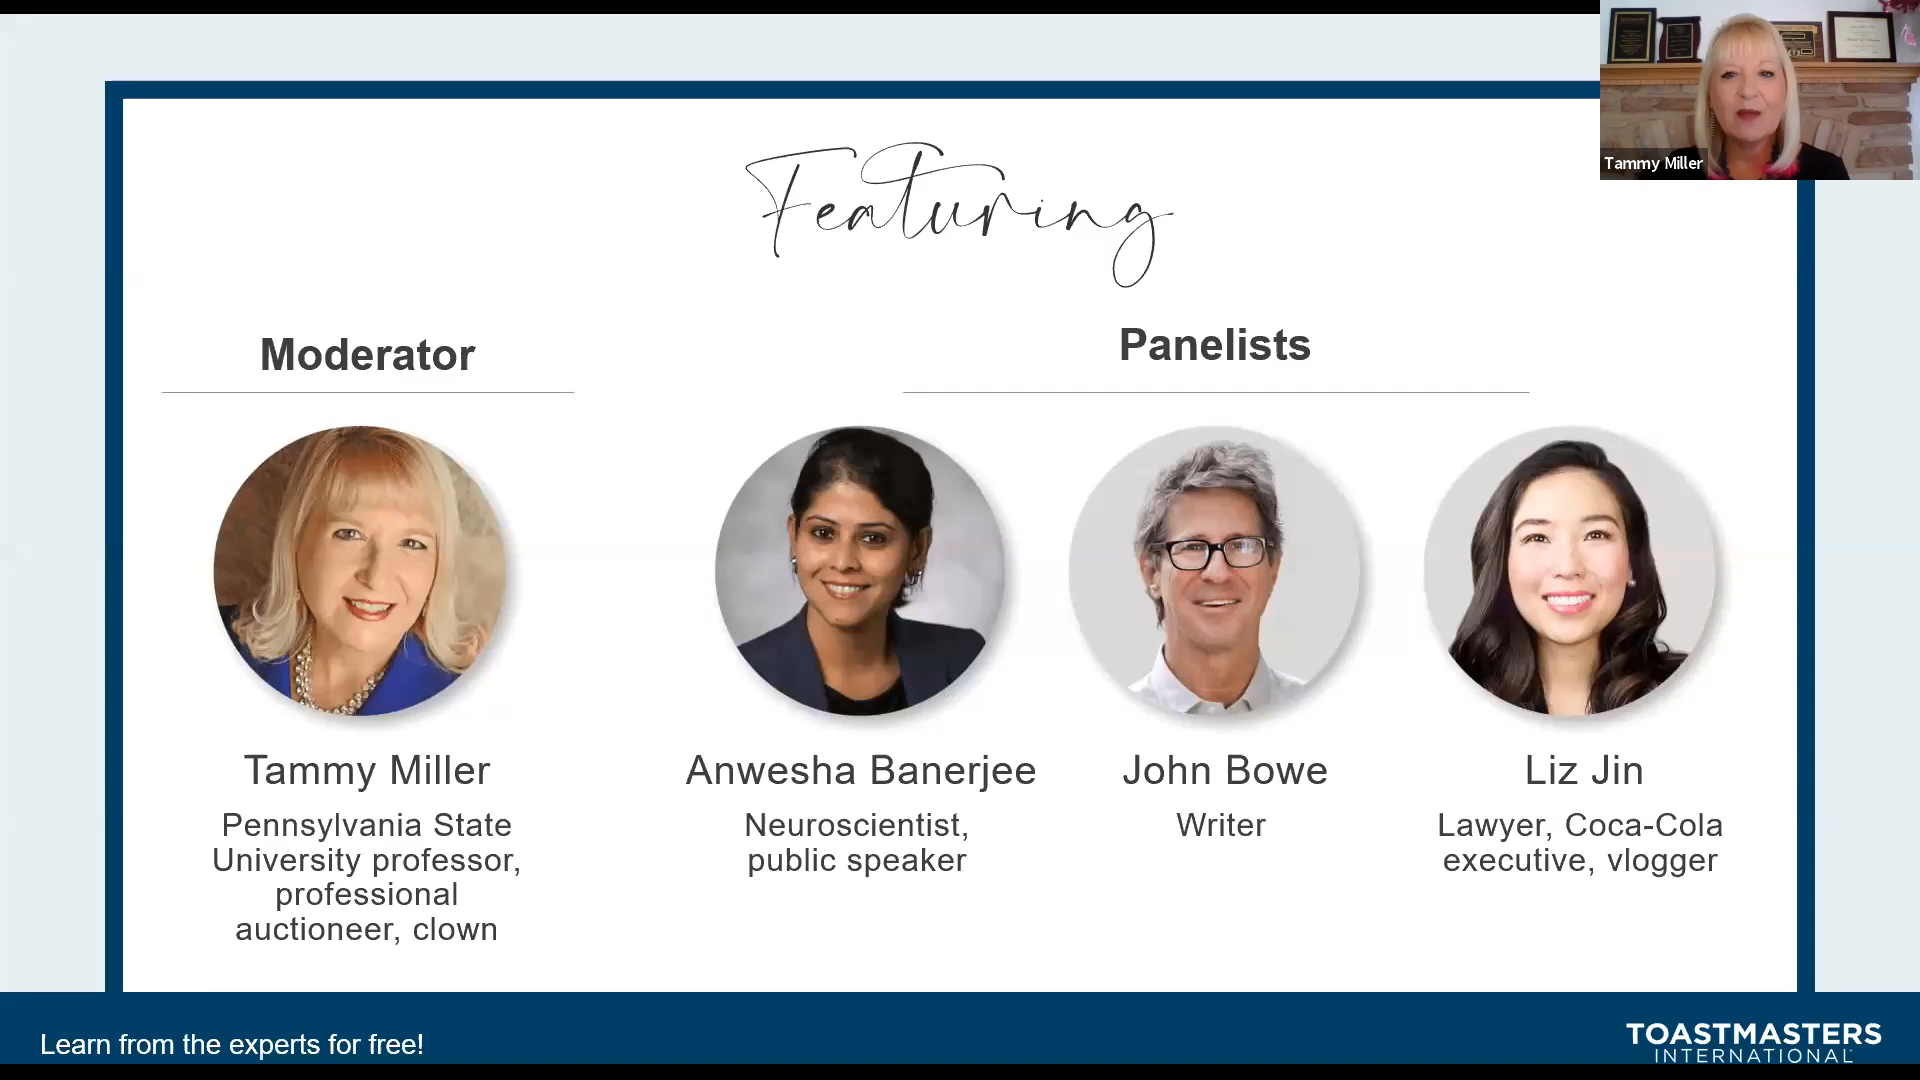 Tammy Miller
Featuring
Moderator
Panelists
Tammy Miller
Pennsylvania State
University professor,
professional
auctioneer, clown
Anwesha Banerjee
Neuroscientist,
public speaker
John Bowe
Writer
Liz Jin
Lawyer, Coca-Cola
executive, vlogger
Learn from the experts for free!
TOASTMASTERS
INTERNATIONAL